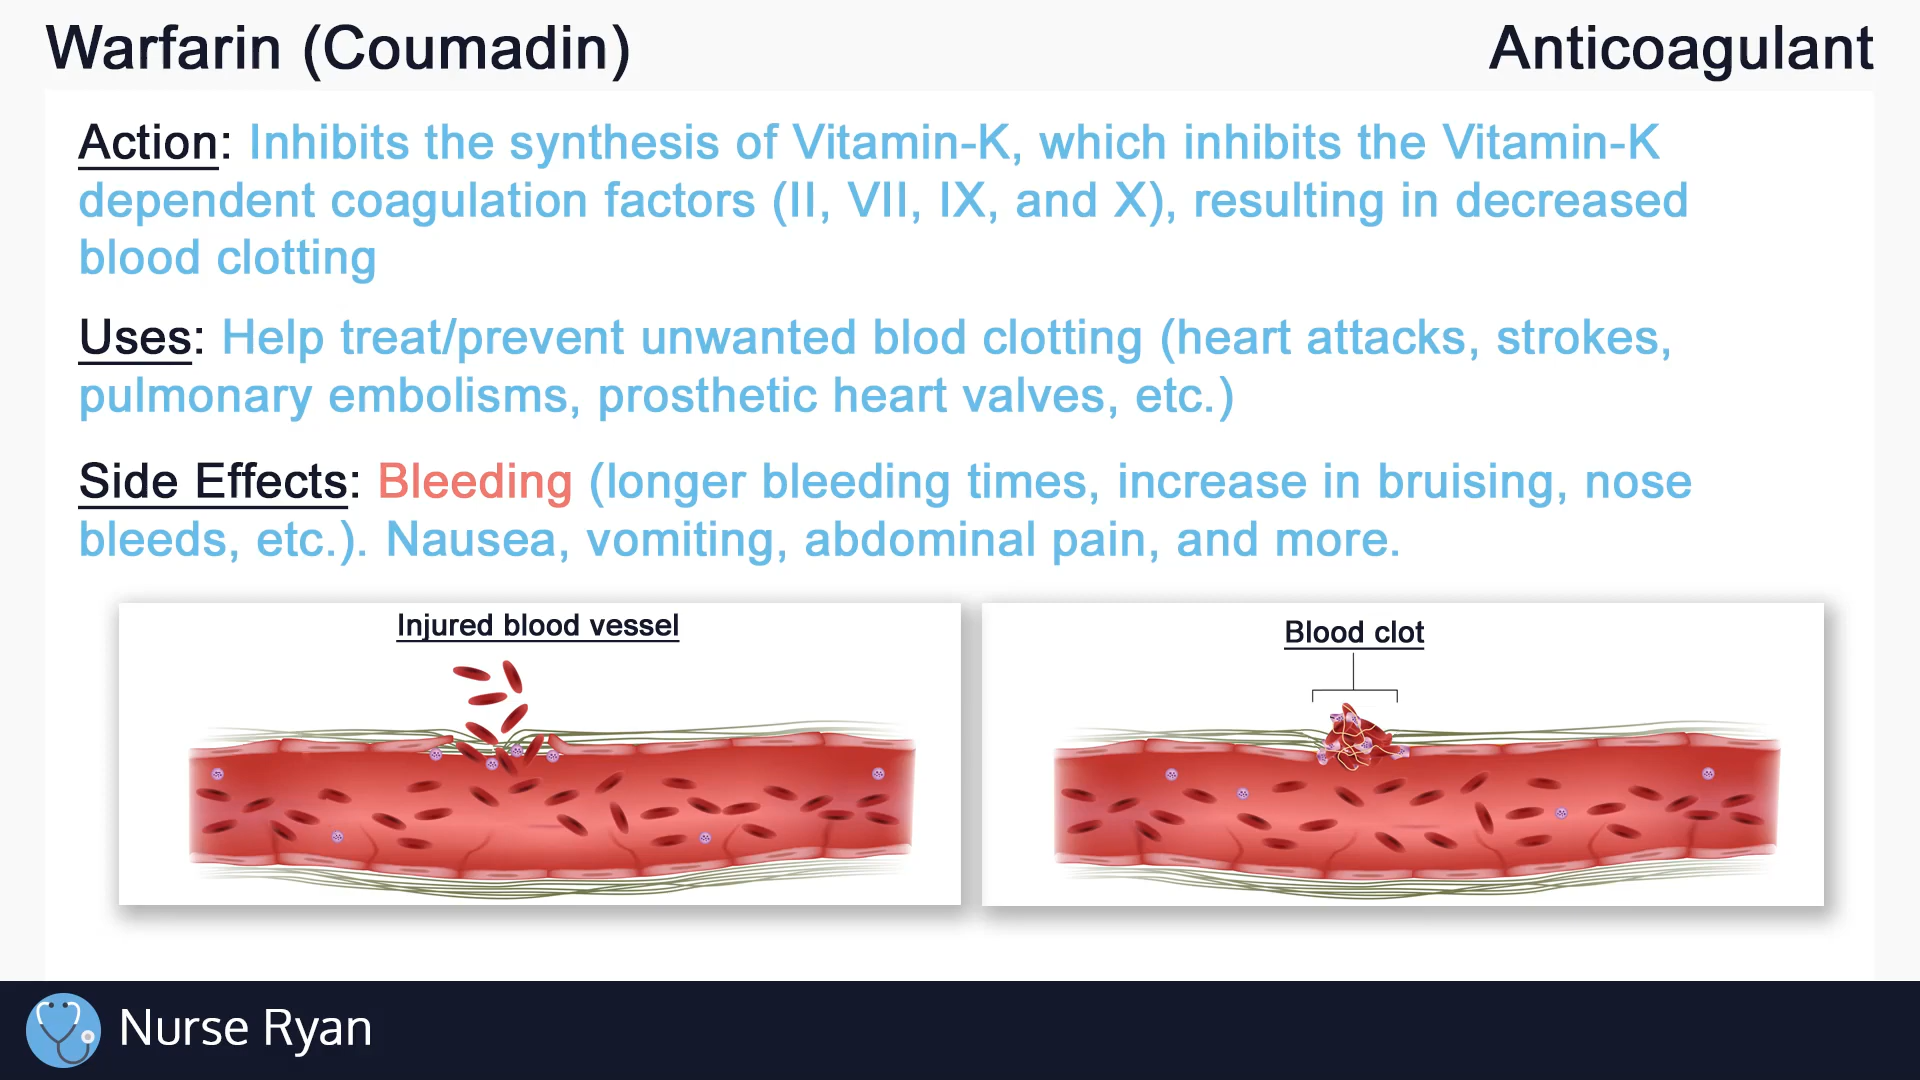 Warfarin (Coumadin)
Anticoagulant
Action: Inhibits the synthesis of Vitamin-K, which inhibits the Vitamin-K
dependent coagulation factors (II, VII, IX, and X), resulting in decreased
blood clotting
Uses: Help treat/prevent unwanted blod clotting (heart attacks, strokes,
pulmonary embolisms, prosthetic heart valves, etc.)
Side Effects: Bleeding (longer bleeding times, increase in bruising, nose
bleeds, etc.). Nausea, vomiting, abdominal pain, and more.
Injured blood vessel
Blood clot
Nurse Ryan